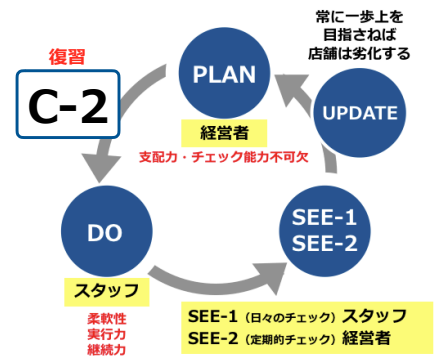 復習
C-2
PLAN
経営者
支配力・チェック能力不可欠
常に一歩上を
目指さねば
店舗は劣化する
UPDATE
DO
スタッフ
柔軟性
実行力
継続力
SEE-1
SEE-2
SEE-1（日々のチェック）スタッフ
SEE-2（定期的チェック）経営者